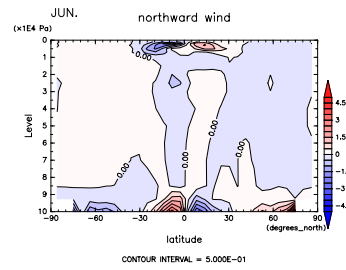 JUN.
northward wind
(×1E4 Pa)
0
1
2
3
4
5
6
7
8
9
10
Level
0.00
0.00
0.00
0.00
0.00
−90 −60 −30 0 30 60 90
(degrees_north)
latitude
4.5
3
1.5
0
−1.
−3.
−4.
CONTOUR INTERVAL = 5.000E−01